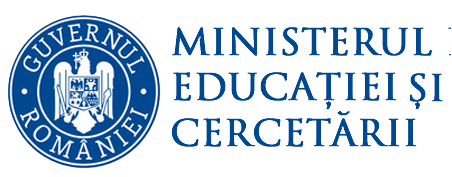 GUVERNUL ROMÂNIEI
MINISTERUL
EDUCAȚIEI ȘI
CERCETĂRII